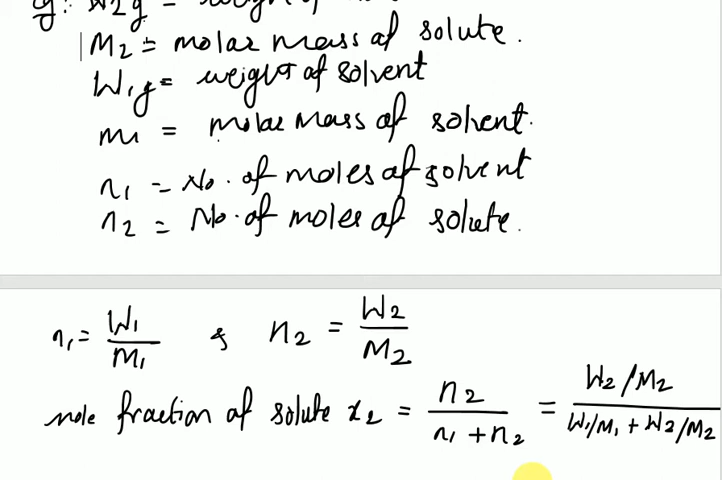 W2g =
M2 = molar mass of solute.
W1g = weight of solvent
m1 = molar mass of solvent.
n1 = No. of moles of solvent
n2 = No. of moles of solute.
n1 = W1/M1 & n2 = W2/M2
mole fraction of solute x2 = n2/(n1 + n2) = (W2/M2)/(W1/M1 + W2/M2)